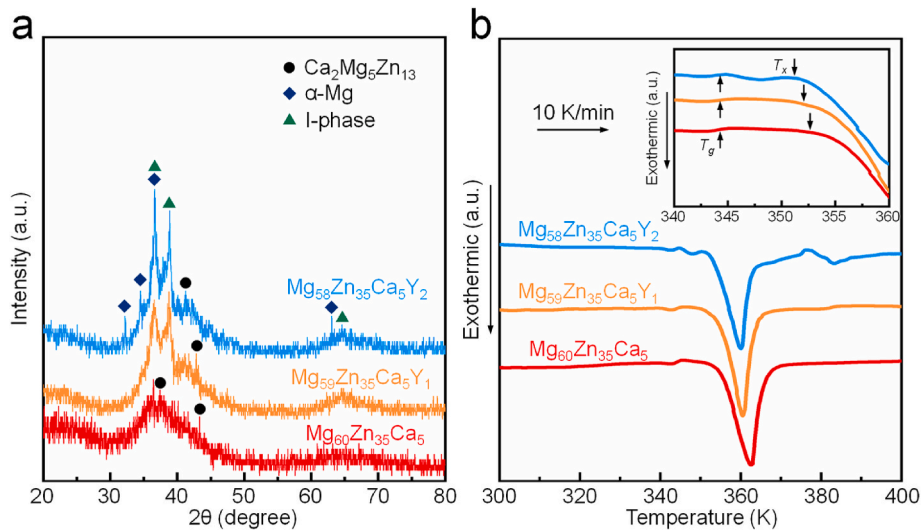 a
Ca₂Mg₅Zn₁₃
α-Mg
I-phase
Mg₅₈Zn₃₅Ca₅Y₂
Mg₅₉Zn₃₅Ca₅Y₁
Mg₆₀Zn₃₅Ca₅
Intensity (a.u.)
20 30 40 50 60 70 80
2θ (degree)
b
10 K/min
Tₓ
T_g
Exothermic (a.u.)
340 345 350 355 360
Mg₅₈Zn₃₅Ca₅Y₂
Mg₅₉Zn₃₅Ca₅Y₁
Mg₆₀Zn₃₅Ca₅
Exothermic (a.u.)
300 320 340 360 380 400
Temperature (K)